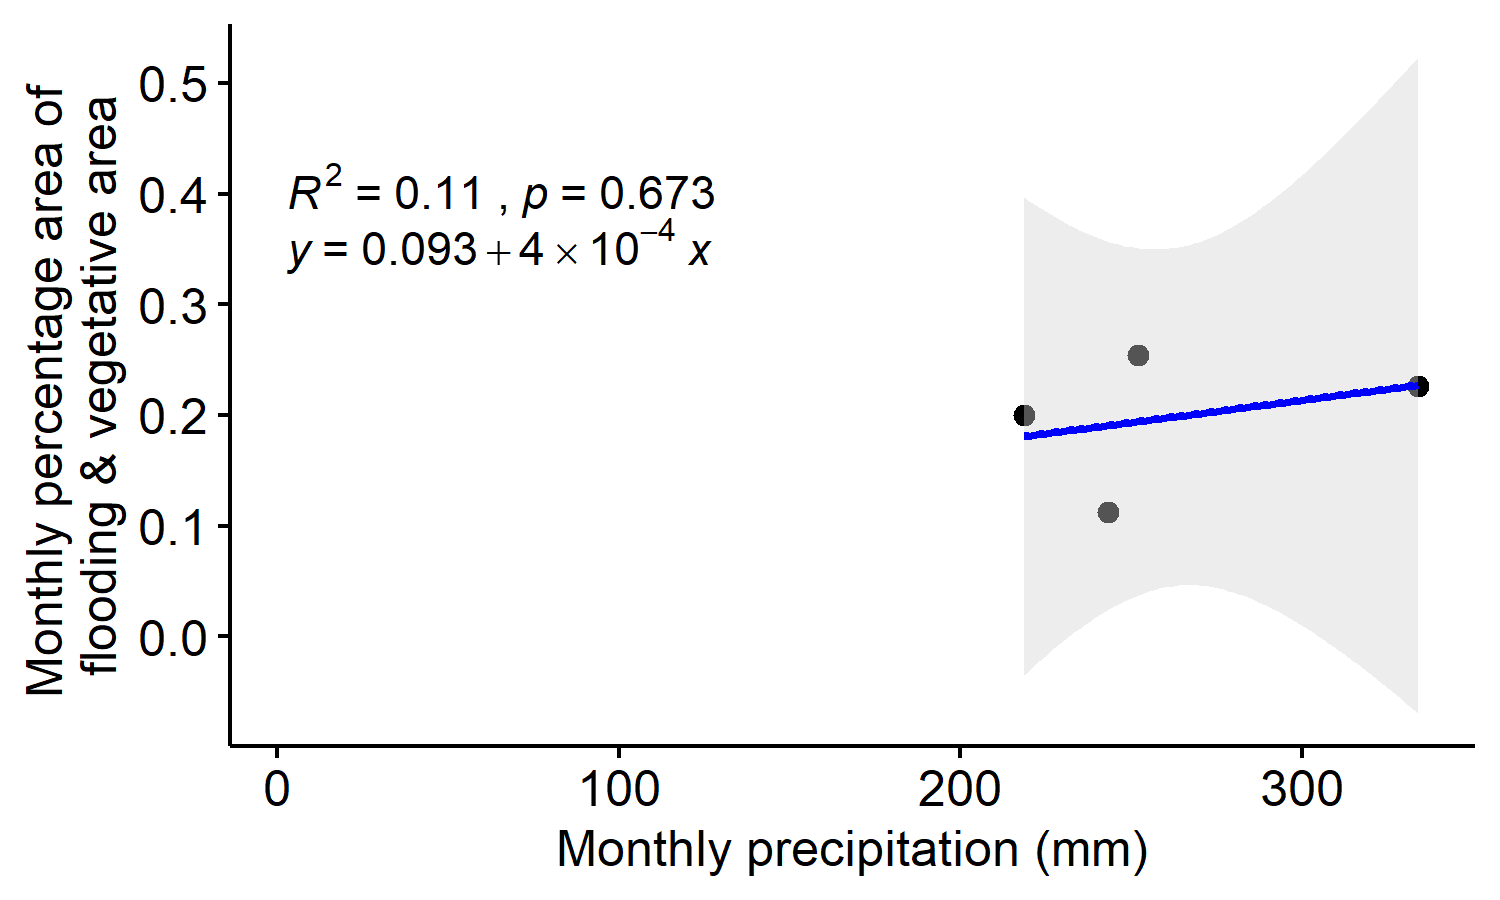 Monthly percentage area of
flooding & vegetative area
0.5
0.4
0.3
0.2
0.1
0.0
R² = 0.11 , p = 0.673
y = 0.093 + 4 × 10⁻⁴ x
0 100 200 300
Monthly precipitation (mm)